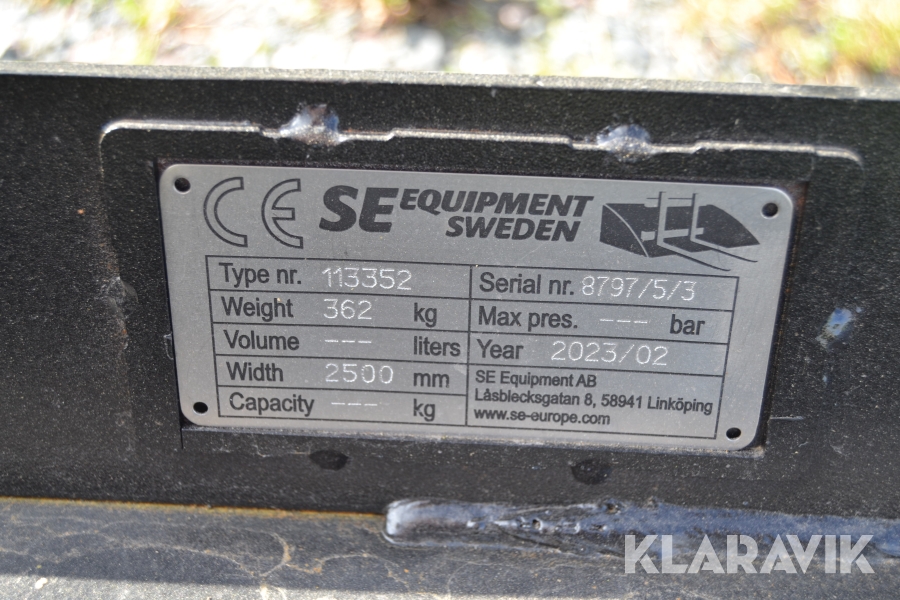 CE SE EQUIPMENT SWEDEN
Type nr. 113352 Serial nr. 8797/5/3
Weight 362 kg Max pres. --- bar
Volume --- liters Year 2023/02
Width 2500 mm SE Equipment AB
Capacity --- kg Låsblecksgatan 8, 58941 Linköping
www.se-europe.com
KLARAVIK